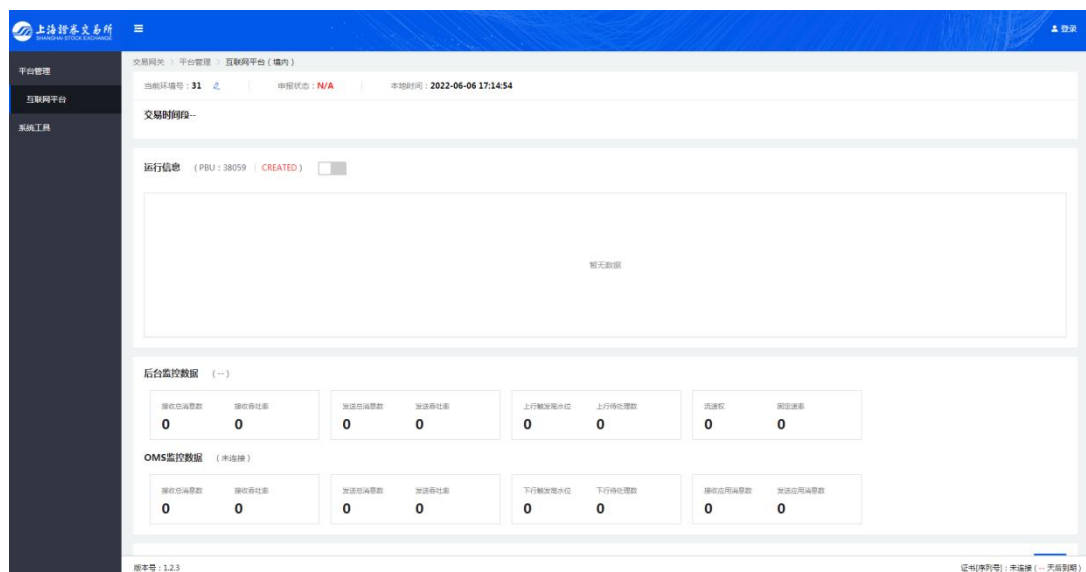 上海證券交易所
SHANGHAI STOCK EXCHANGE
登录
平台管理
互联网平台
系统工具
交易网关 > 平台管理 > 互联网平台（境内）
当前环境号：31 申报状态：N/A 本地时间：2022-06-06 17:14:54
交易时间段--
运行信息 （PBU：38059 | CREATED）
暂无数据
后台监控数据 （--）
接收总消息数 接收吞吐率 发送总消息数 发送吞吐率 上行触发高水位 上行待处理数 流速权 固定速率
0 0 0 0 0 0 0 0
OMS监控数据 （未连接）
接收总消息数 接收吞吐率 发送总消息数 发送吞吐率 下行触发高水位 下行待处理数 接收应用消息数 发送应用消息数
0 0 0 0 0 0 0 0
版本号：1.2.3 证书[序列号]：未连接（-- 天后到期）